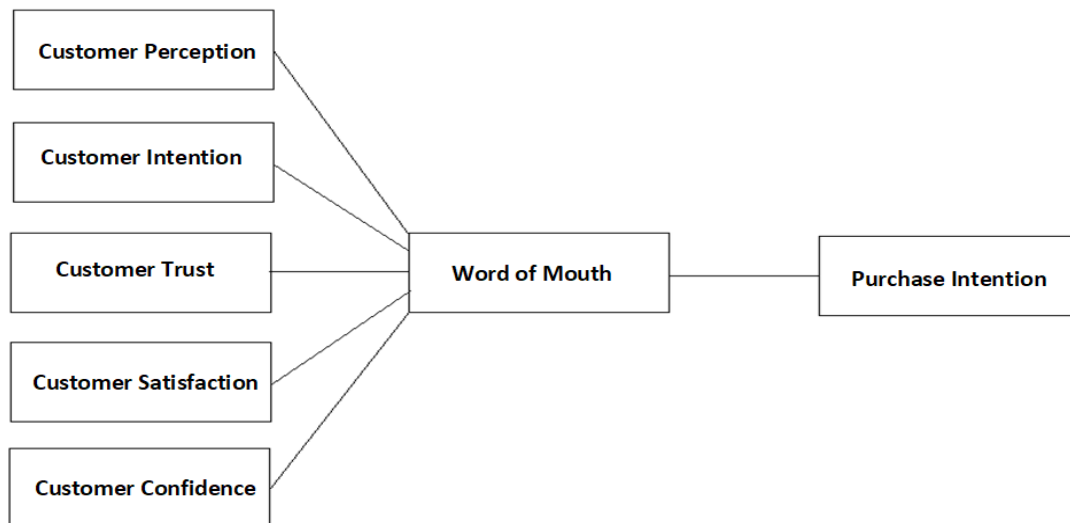 Customer Perception
Customer Intention
Customer Trust
Word of Mouth
Purchase Intention
Customer Satisfaction
Customer Confidence